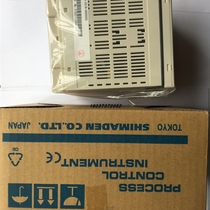 TOKYO SHIMADEN CO.,LTD. JAPAN
PROCESS
CONTROL
INSTRUMENT